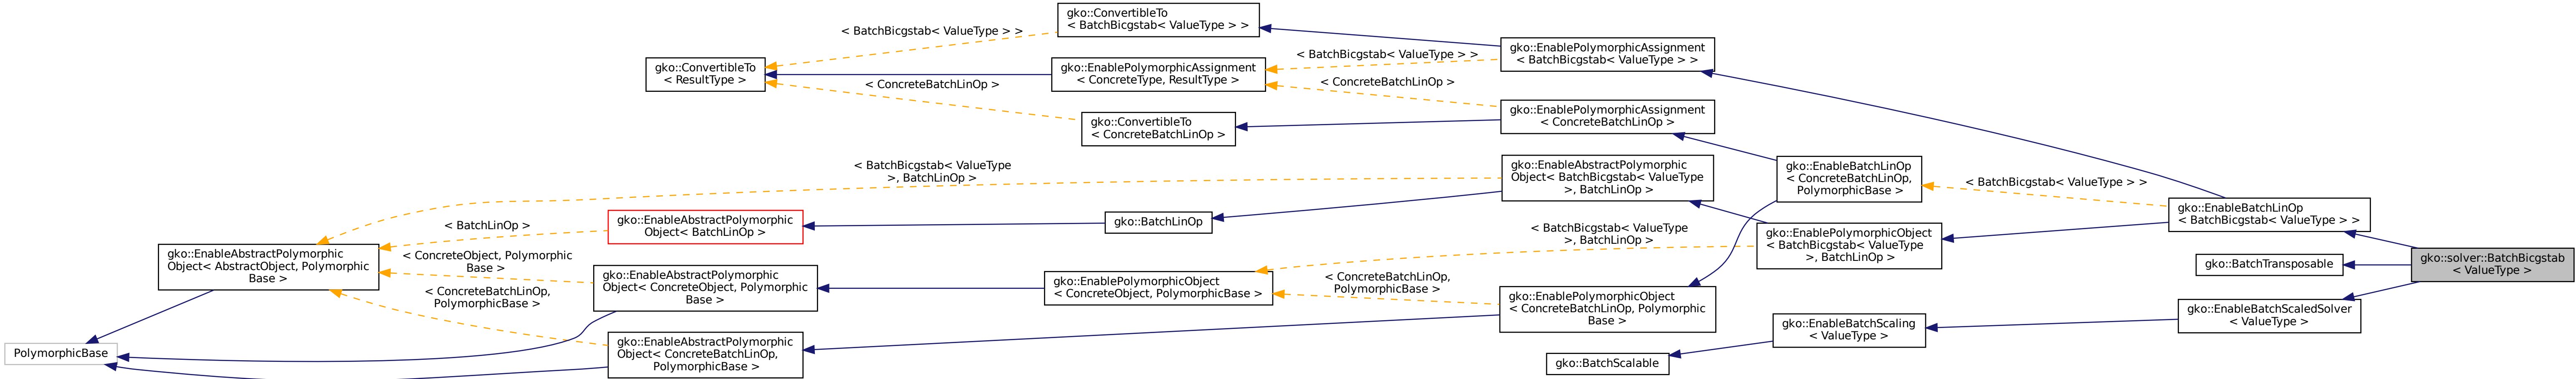 gko::ConvertibleTo
< BatchBicgstab< ValueType > >
< BatchBicgstab< ValueType > >
gko::ConvertibleTo
< ResultType >
gko::EnablePolymorphicAssignment
< ConcreteType, ResultType >
< BatchBicgstab< ValueType > >
gko::EnablePolymorphicAssignment
< BatchBicgstab< ValueType > >
< ConcreteBatchLinOp >
< ConcreteBatchLinOp >
gko::ConvertibleTo
< ConcreteBatchLinOp >
gko::EnablePolymorphicAssignment
< ConcreteBatchLinOp >
< BatchBicgstab< ValueType
>, BatchLinOp >
gko::EnableAbstractPolymorphic
Object< BatchBicgstab< ValueType
>, BatchLinOp >
gko::EnableBatchLinOp
< ConcreteBatchLinOp,
PolymorphicBase >
< BatchBicgstab< ValueType > >
gko::EnableBatchLinOp
< BatchBicgstab< ValueType > >
< BatchLinOp >
gko::EnableAbstractPolymorphic
Object< BatchLinOp >
gko::BatchLinOp
< BatchBicgstab< ValueType
>, BatchLinOp >
gko::EnablePolymorphicObject
< BatchBicgstab< ValueType
>, BatchLinOp >
gko::EnableAbstractPolymorphic
Object< AbstractObject, Polymorphic
Base >
< ConcreteObject, Polymorphic
Base >
gko::EnableAbstractPolymorphic
Object< ConcreteObject, Polymorphic
Base >
gko::EnablePolymorphicObject
< ConcreteObject, PolymorphicBase >
< ConcreteBatchLinOp,
PolymorphicBase >
gko::EnablePolymorphicObject
< ConcreteBatchLinOp, Polymorphic
Base >
gko::BatchTransposable
gko::solver::BatchBicgstab
< ValueType >
< ConcreteBatchLinOp,
PolymorphicBase >
gko::EnableAbstractPolymorphic
Object< ConcreteBatchLinOp,
PolymorphicBase >
gko::EnableBatchScaling
< ValueType >
gko::EnableBatchScaledSolver
< ValueType >
PolymorphicBase
gko::BatchScalable